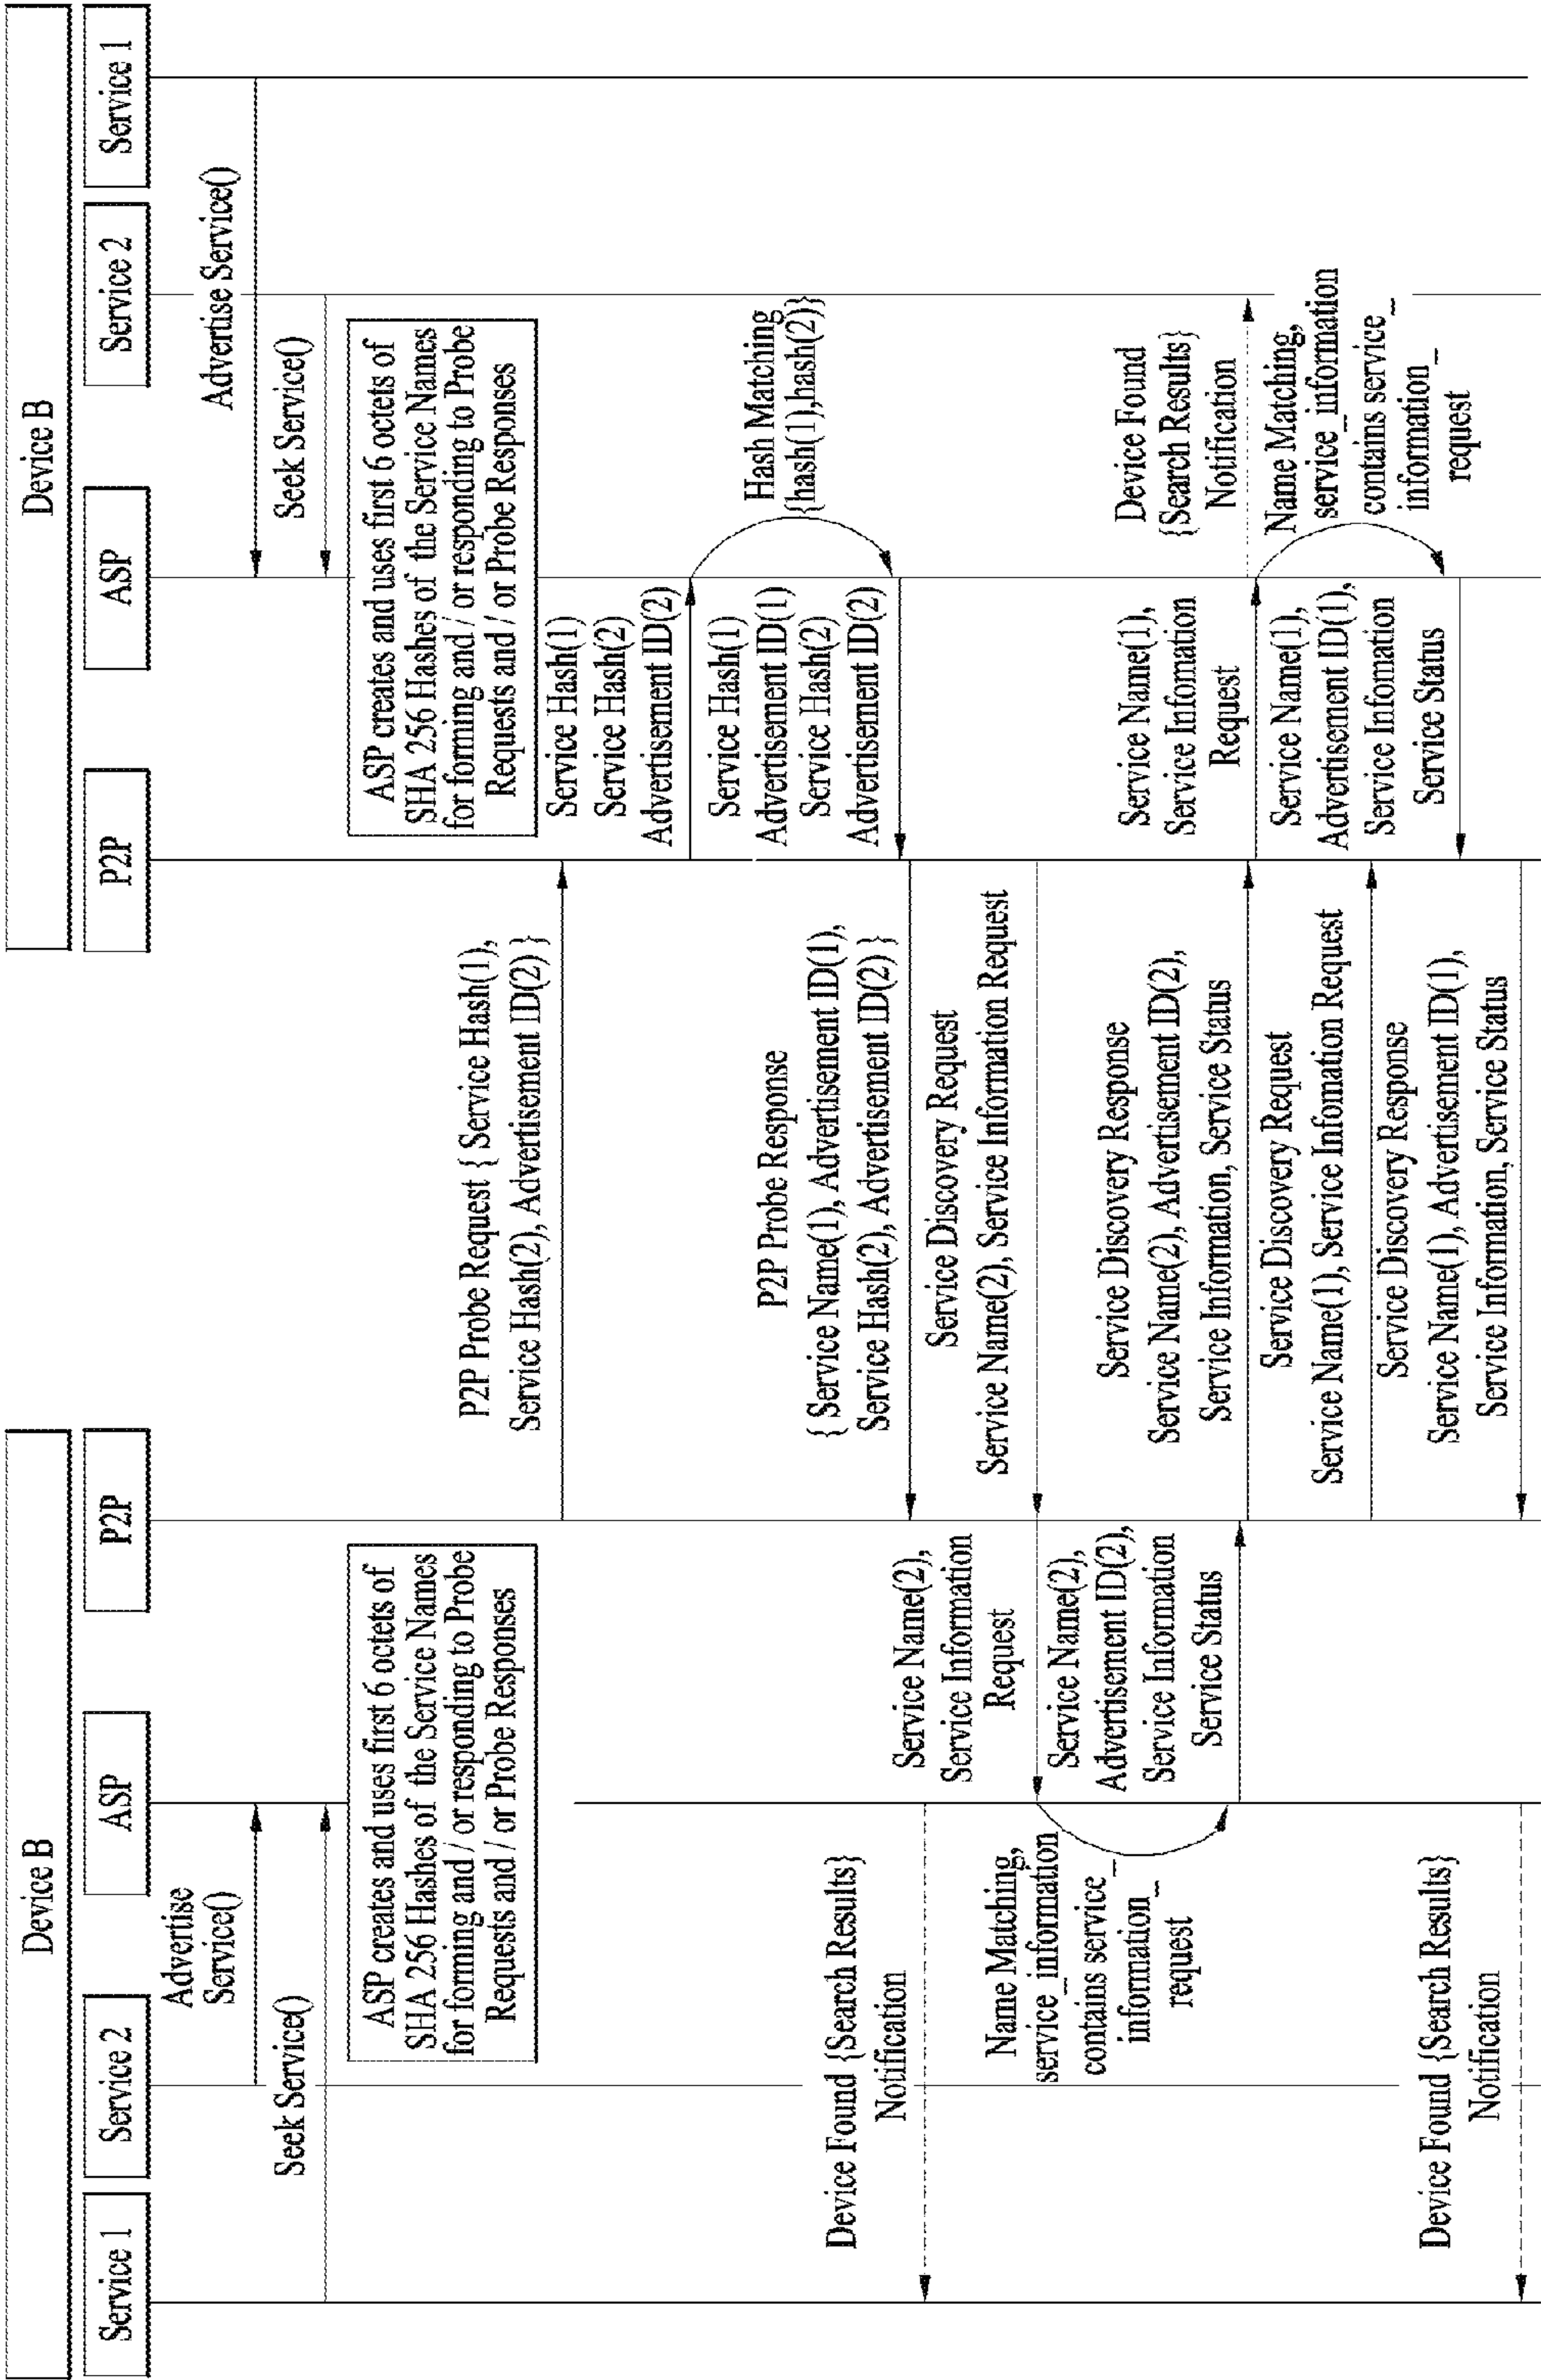 Device B
Device B
Service 1
Service 2
ASP
P2P
P2P
ASP
Service 2
Service 1
Advertise
Service()
Advertise Service()
Seek Service()
Seek Service()
ASP creates and uses first 6 octets of
SHA 256 Hashes of the Service Names
for forming and / or responding to Probe
Requests and / or Probe Responses
ASP creates and uses first 6 octets of
SHA 256 Hashes of the Service Names
for forming and / or responding to Probe
Requests and / or Probe Responses
P2P Probe Request { Service Hash(1),
Service Hash(2), Advertisement ID(2) }
Service Hash(1)
Service Hash(2)
Advertisement ID(2)
Hash Matching
{hash(1),hash(2)}
Service Hash(1)
Advertisement ID(1)
Service Hash(2)
Advertisement ID(2)
P2P Probe Response
{ Service Name(1), Advertisement ID(1),
Service Hash(2), Advertisement ID(2) }
Device Found {Search Results}
Notification
Service Discovery Request
Service Name(2), Service Information Request
Service Name(2),
Service Information
Request
Name Matching,
service_information
contains service_
information_
request
Service Name(2),
Advertisement ID(2),
Service Information
Service Status
Service Discovery Response
Service Name(2), Advertisement ID(2),
Service Information, Service Status
Device Found
{Search Results}
Notification
Service Discovery Request
Service Name(1), Service Infomation Request
Service Name(1),
Service Infomation
Request
Name Matching,
service_information
contains service_
information_
request
Service Name(1),
Advertisement ID(1),
Service Infomation
Service Status
Service Discovery Response
Service Name(1), Advertisement ID(1),
Service Information, Service Status
Device Found {Search Results}
Notification